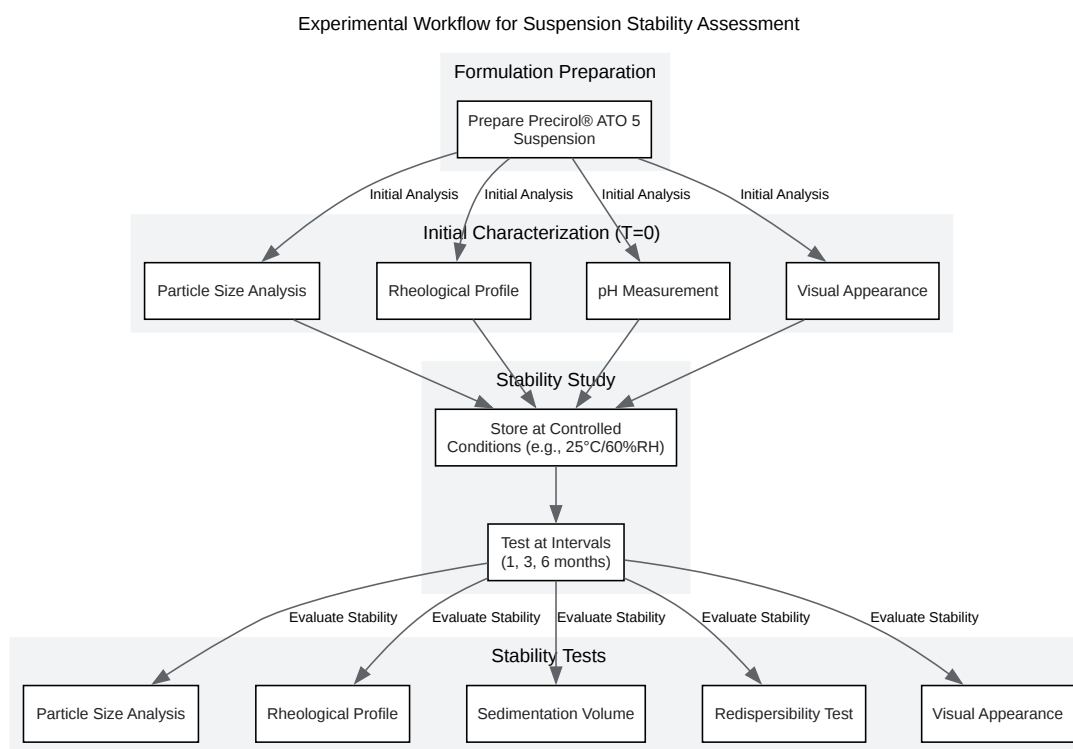 Experimental Workflow for Suspension Stability Assessment
Formulation Preparation
Prepare Precirol® ATO 5
Suspension
Initial Analysis
Initial Analysis
Initial Analysis
Initial Analysis
Initial Characterization (T=0)
Particle Size Analysis
Rheological Profile
pH Measurement
Visual Appearance
Stability Study
Store at Controlled
Conditions (e.g., 25°C/60%RH)
Test at Intervals
(1, 3, 6 months)
Evaluate Stability
Evaluate Stability
Evaluate Stability
Evaluate Stability
Evaluate Stability
Stability Tests
Particle Size Analysis
Rheological Profile
Sedimentation Volume
Redispersibility Test
Visual Appearance